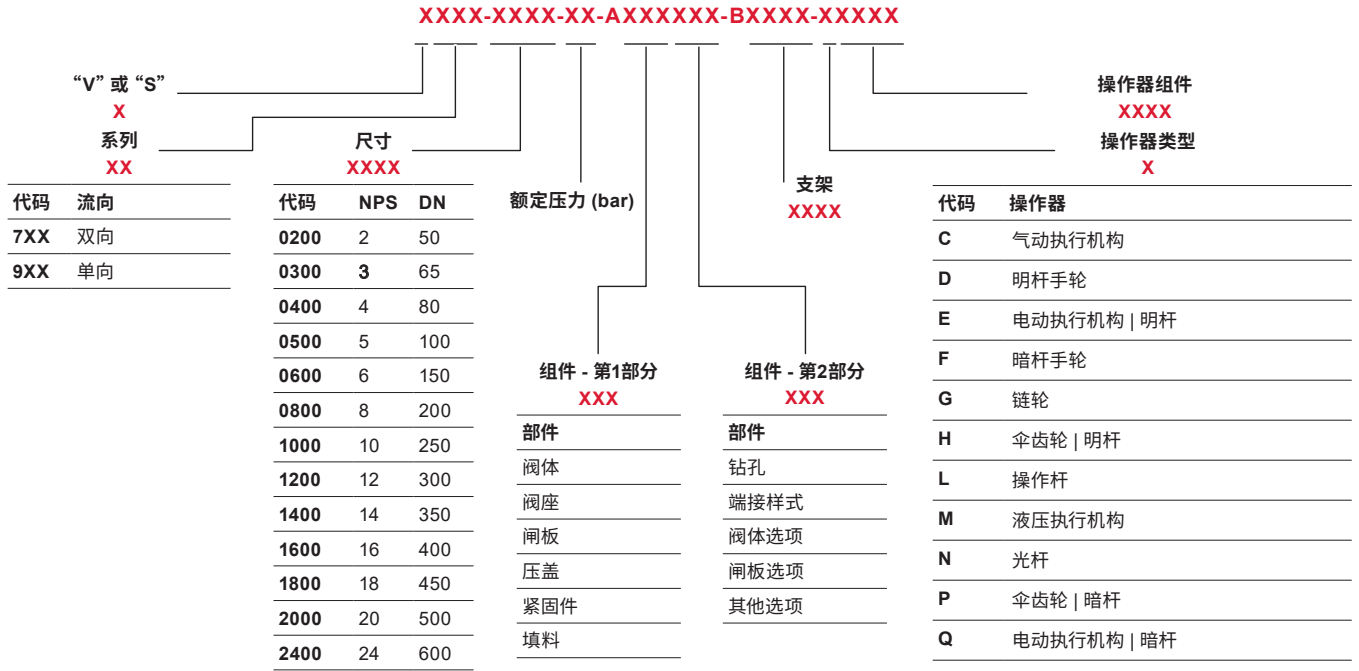 XXXX-XXXX-XX-AXXXXXX-BXXXX-XXXXX
“V” 或 “S”
X
系列
XX
代码 流向
7XX 双向
9XX 单向
尺寸
XXXX
代码 NPS DN
0200 2 50
0300 3 65
0400 4 80
0500 5 100
0600 6 150
0800 8 200
1000 10 250
1200 12 300
1400 14 350
1600 16 400
1800 18 450
2000 20 500
2400 24 600
额定压力 (bar)
组件 - 第1部分
XXX
部件
阀体
阀座
闸板
压盖
紧固件
填料
组件 - 第2部分
XXX
部件
钻孔
端接样式
阀体选项
闸板选项
其他选项
支架
XXXX
操作器组件
XXXX
操作器类型
X
代码 操作器
C 气动执行机构
D 明杆手轮
E 电动执行机构 | 明杆
F 暗杆手轮
G 链轮
H 伞齿轮 | 明杆
L 操作杆
M 液压执行机构
N 光杆
P 伞齿轮 | 暗杆
Q 电动执行机构 | 暗杆